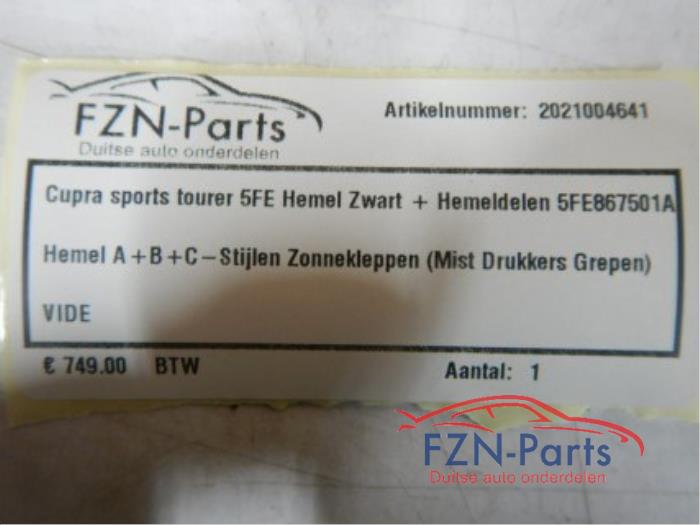 FZN-Parts
Duitse auto onderdelen
Artikelnummer: 2021004641
Cupra sports tourer 5FE Hemel Zwart + Hemeldelen 5FE867501A
Hemel A+B+C-Stijlen Zonnekleppen (Mist Drukkers Grepen)
VIDE
€ 749.00 BTW
Aantal: 1
FZN-Parts
Duitse auto onderdelen